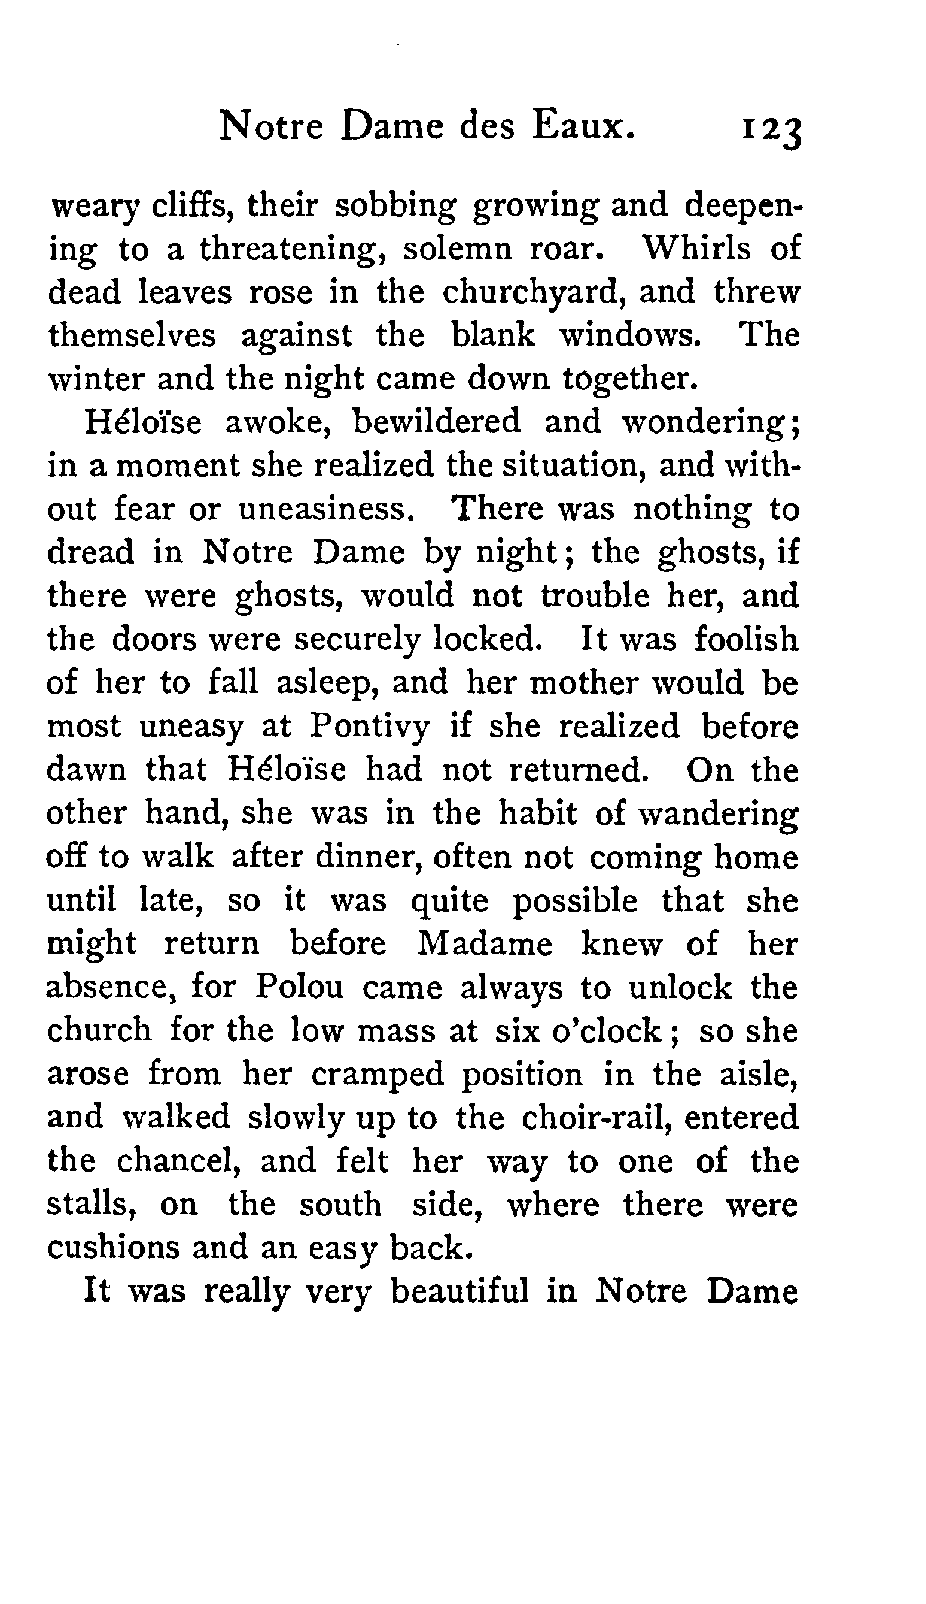 Notre Dame des Eaux. 123
weary cliffs, their sobbing growing and deepen-
ing to a threatening, solemn roar. Whirls of
dead leaves rose in the churchyard, and threw
themselves against the blank windows. The
winter and the night came down together.
Héloïse awoke, bewildered and wondering;
in a moment she realized the situation, and with-
out fear or uneasiness. There was nothing to
dread in Notre Dame by night; the ghosts, if
there were ghosts, would not trouble her, and
the doors were securely locked. It was foolish
of her to fall asleep, and her mother would be
most uneasy at Pontivy if she realized before
dawn that Héloïse had not returned. On the
other hand, she was in the habit of wandering
off to walk after dinner, often not coming home
until late, so it was quite possible that she
might return before Madame knew of her
absence, for Polou came always to unlock the
church for the low mass at six o'clock; so she
arose from her cramped position in the aisle,
and walked slowly up to the choir-rail, entered
the chancel, and felt her way to one of the
stalls, on the south side, where there were
cushions and an easy back.
It was really very beautiful in Notre Dame